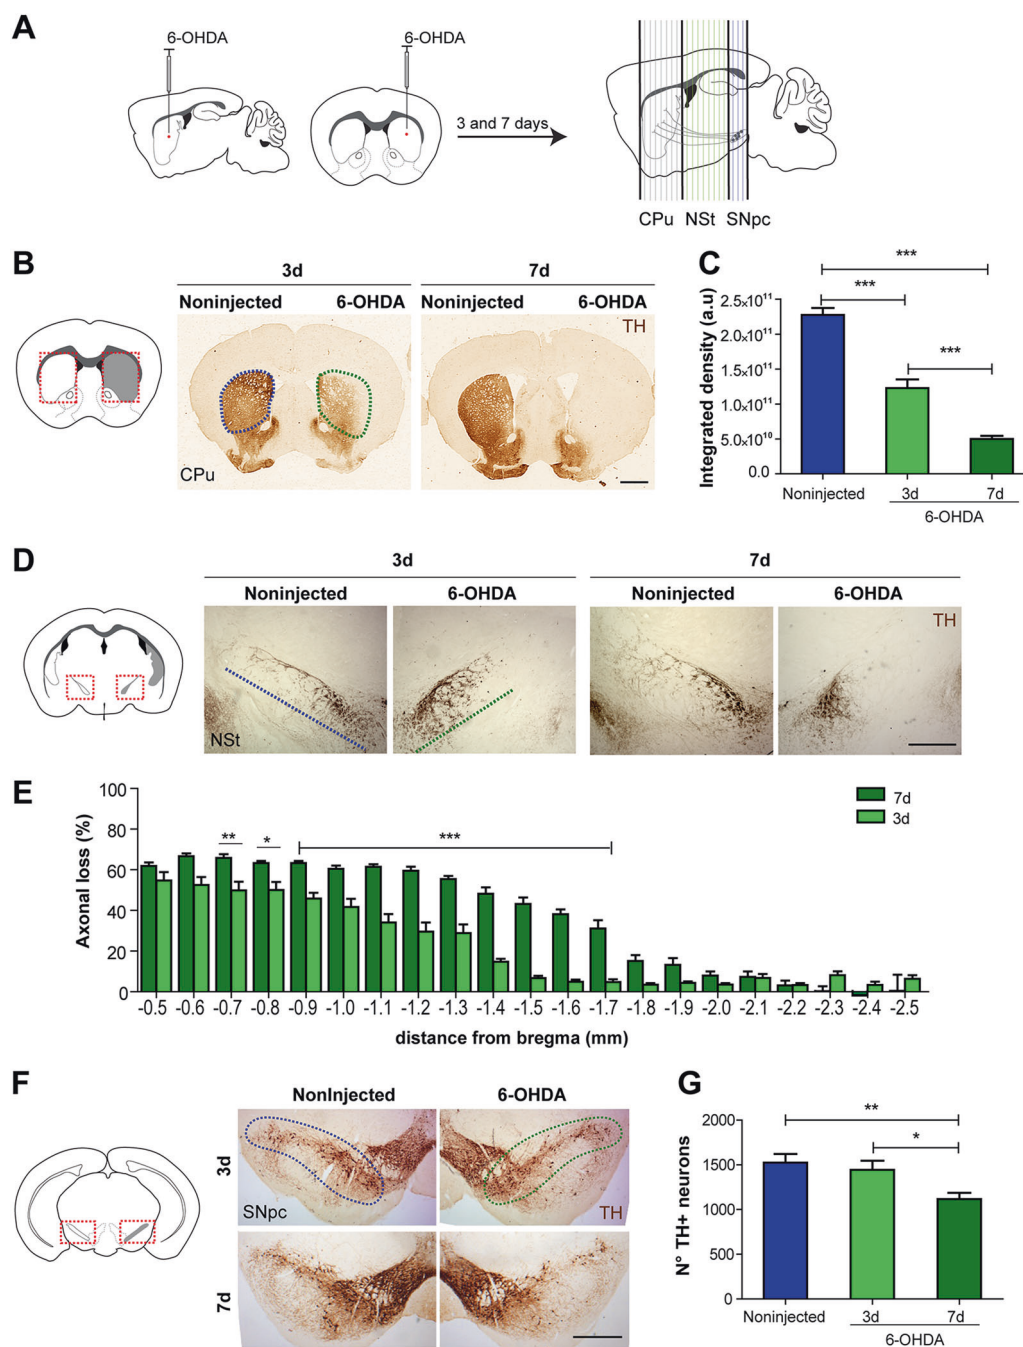 A
6-OHDA 6-OHDA
3 and 7 days
CPu NSt SNpc
B
3d 7d
Noninjected 6-OHDA Noninjected 6-OHDA
TH
CPu
C
*** 
***
***
Integrated density (a.u)
2.5x10¹¹
2.0x10¹¹
1.5x10¹¹
1.0x10¹¹
5.0x10¹⁰
0.0
Noninjected 3d 7d
6-OHDA
D
3d 7d
Noninjected 6-OHDA Noninjected 6-OHDA
TH
NSt
E
Axonal loss (%)
100
80
60
40
20
0
** * ***
7d
3d
-0.5 -0.6 -0.7 -0.8 -0.9 -1.0 -1.1 -1.2 -1.3 -1.4 -1.5 -1.6 -1.7 -1.8 -1.9 -2.0 -2.1 -2.2 -2.3 -2.4 -2.5
distance from bregma (mm)
F
NonInjected 6-OHDA
3d
SNpc TH
7d
G
**
*
N° TH+ neurons
2000
1500
1000
500
0
Noninjected 3d 7d
6-OHDA